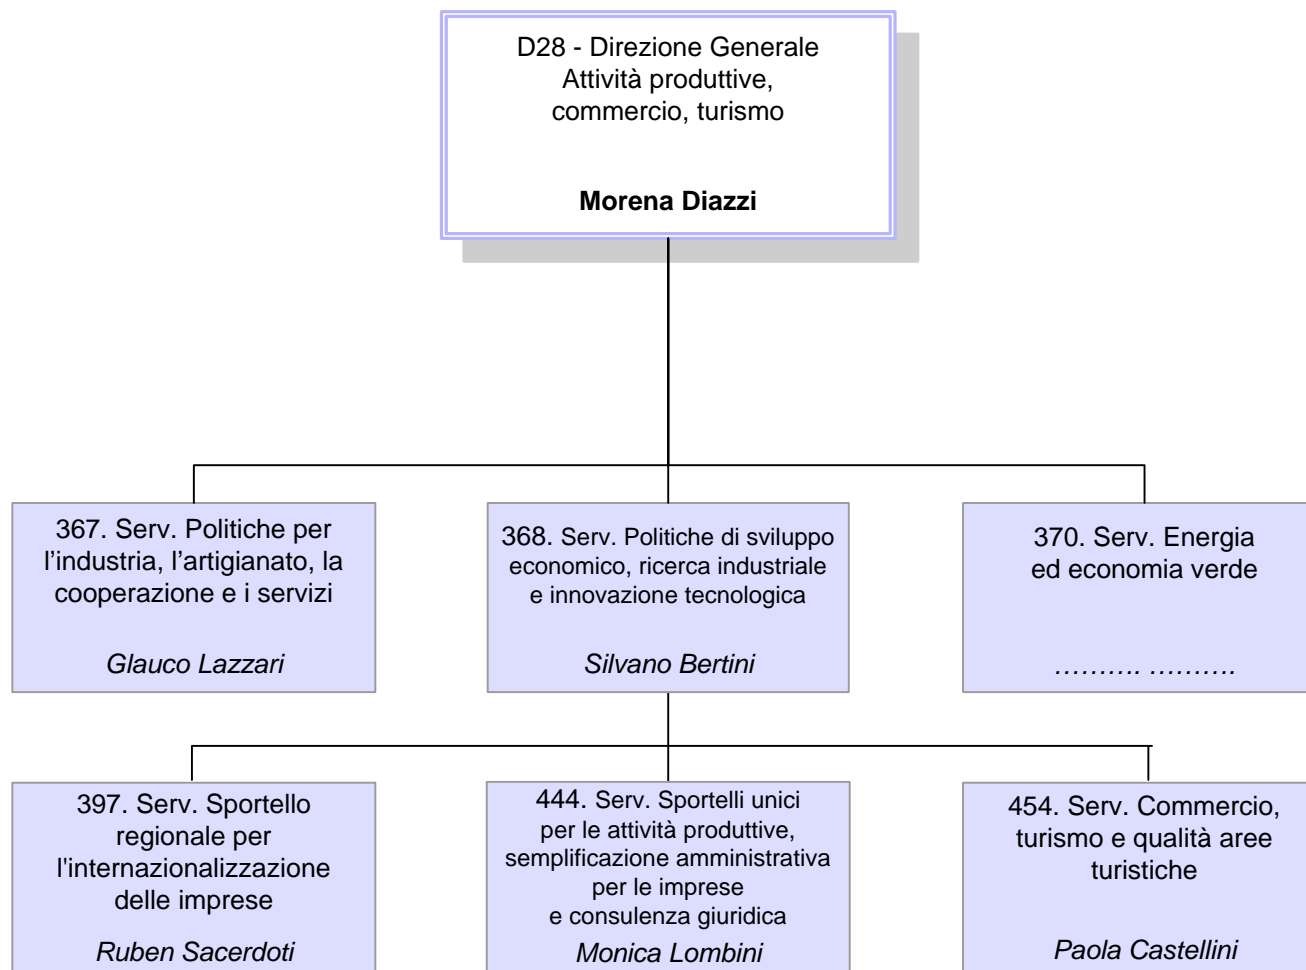 D28 - Direzione Generale
Attività produttive,
commercio, turismo
Morena Diazzi
367. Serv. Politiche per
l’industria, l’artigianato, la
cooperazione e i servizi
Glauco Lazzari
368. Serv. Politiche di sviluppo
economico, ricerca industriale
e innovazione tecnologica
Silvano Bertini
370. Serv. Energia
ed economia verde
.......... ..........
397. Serv. Sportello
regionale per
l'internazionalizzazione
delle imprese
Ruben Sacerdoti
444. Serv. Sportelli unici
per le attività produttive,
semplificazione amministrativa
per le imprese
e consulenza giuridica
Monica Lombini
454. Serv. Commercio,
turismo e qualità aree
turistiche
Paola Castellini